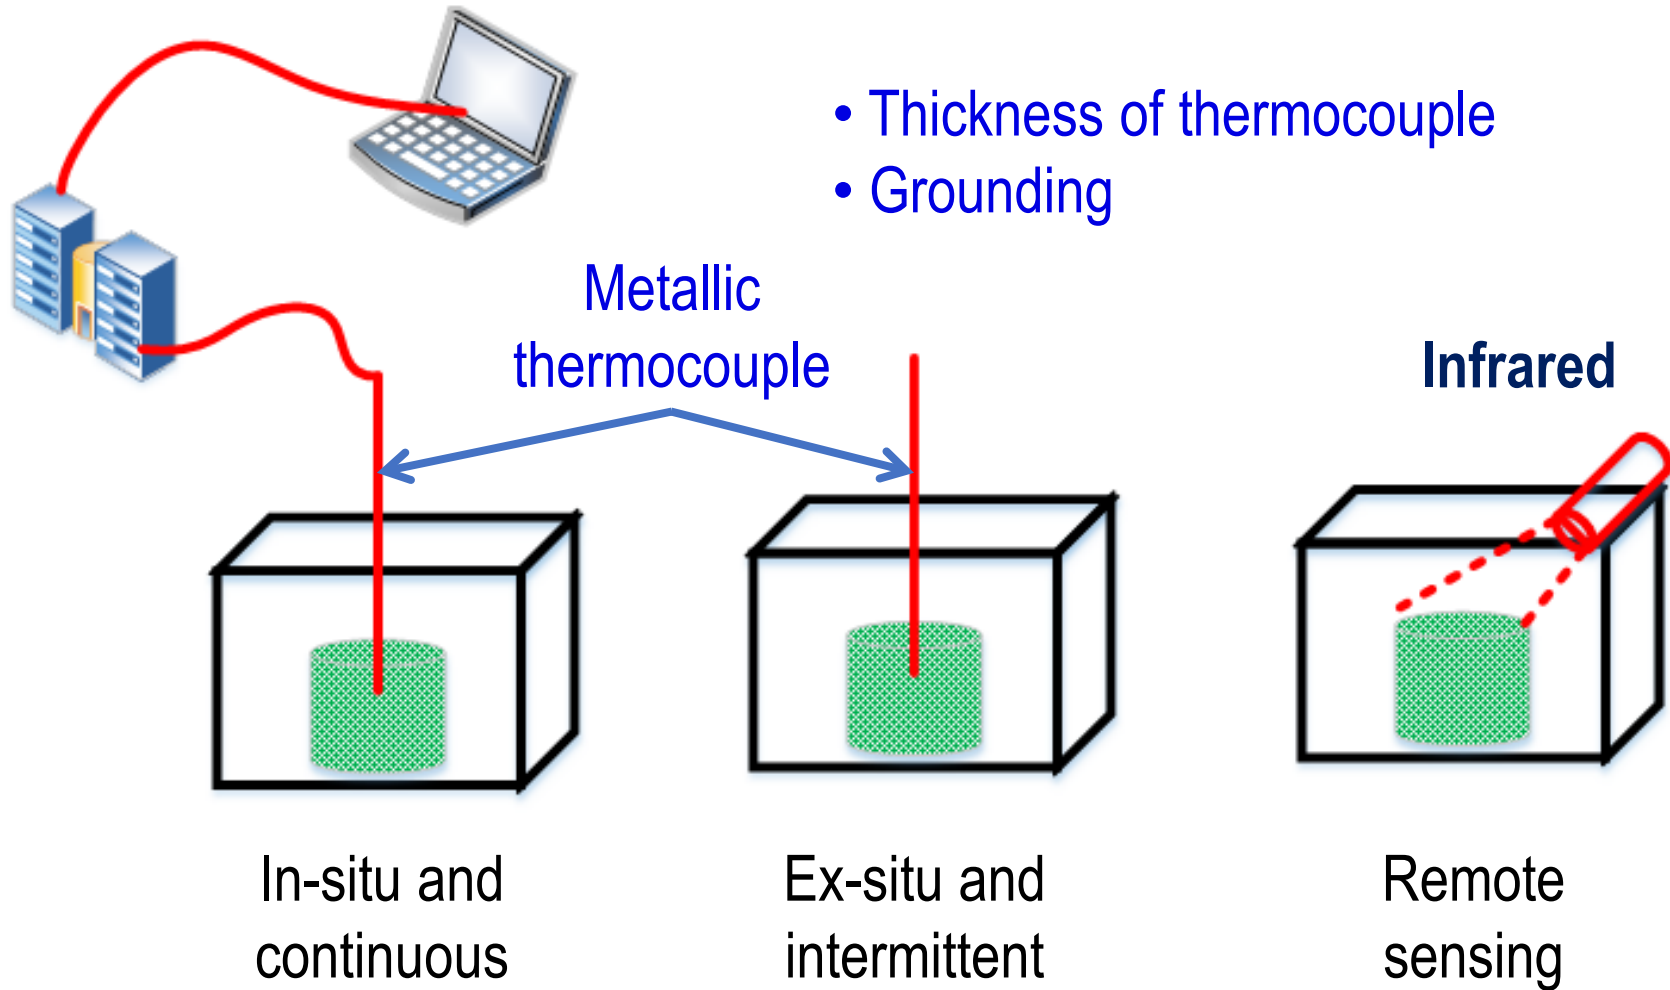 • Thickness of thermocouple
• Grounding
Metallic
thermocouple
Infrared
In-situ and
continuous
Ex-situ and
intermittent
Remote
sensing